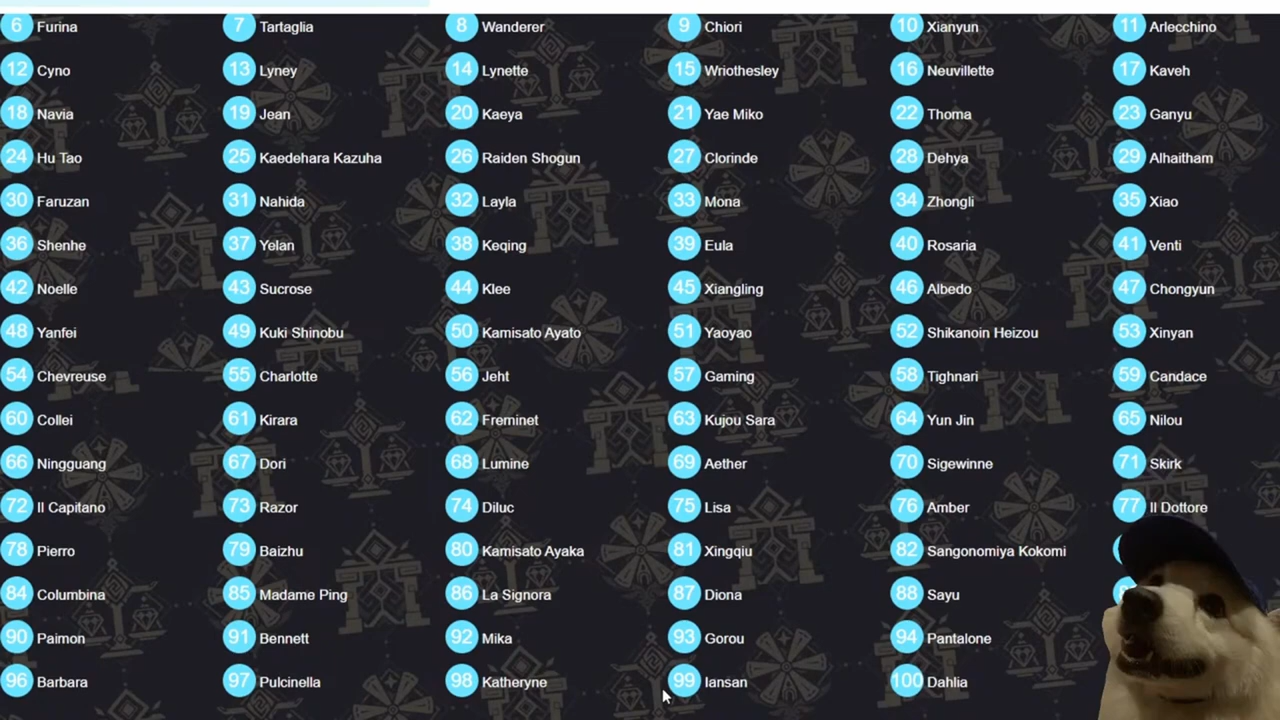 6 Furina 7 Tartaglia 8 Wanderer 9 Chiori 10 Xianyun 11 Arlecchino
12 Cyno 13 Lyney 14 Lynette 15 Wriothesley 16 Neuvillette 17 Kaveh
18 Navia 19 Jean 20 Kaeya 21 Yae Miko 22 Thoma 23 Ganyu
24 Hu Tao 25 Kaedehara Kazuha 26 Raiden Shogun 27 Clorinde 28 Dehya 29 Alhaitham
30 Faruzan 31 Nahida 32 Layla 33 Mona 34 Zhongli 35 Xiao
36 Shenhe 37 Yelan 38 Keqing 39 Eula 40 Rosaria 41 Venti
42 Noelle 43 Sucrose 44 Klee 45 Xiangling 46 Albedo 47 Chongyun
48 Yanfei 49 Kuki Shinobu 50 Kamisato Ayato 51 Yaoyao 52 Shikanoin Heizou 53 Xinyan
54 Chevreuse 55 Charlotte 56 Jeht 57 Gaming 58 Tighnari 59 Candace
60 Collei 61 Kirara 62 Freminet 63 Kujou Sara 64 Yun Jin 65 Nilou
66 Ningguang 67 Dori 68 Lumine 69 Aether 70 Sigewinne 71 Skirk
72 Il Capitano 73 Razor 74 Diluc 75 Lisa 76 Amber 77 Il Dottore
78 Pierro 79 Baizhu 80 Kamisato Ayaka 81 Xingqiu 82 Sangonomiya Kokomi
84 Columbina 85 Madame Ping 86 La Signora 87 Diona 88 Sayu
90 Paimon 91 Bennett 92 Mika 93 Gorou 94 Pantalone
96 Barbara 97 Pulcinella 98 Katheryne 99 Iansan 100 Dahlia